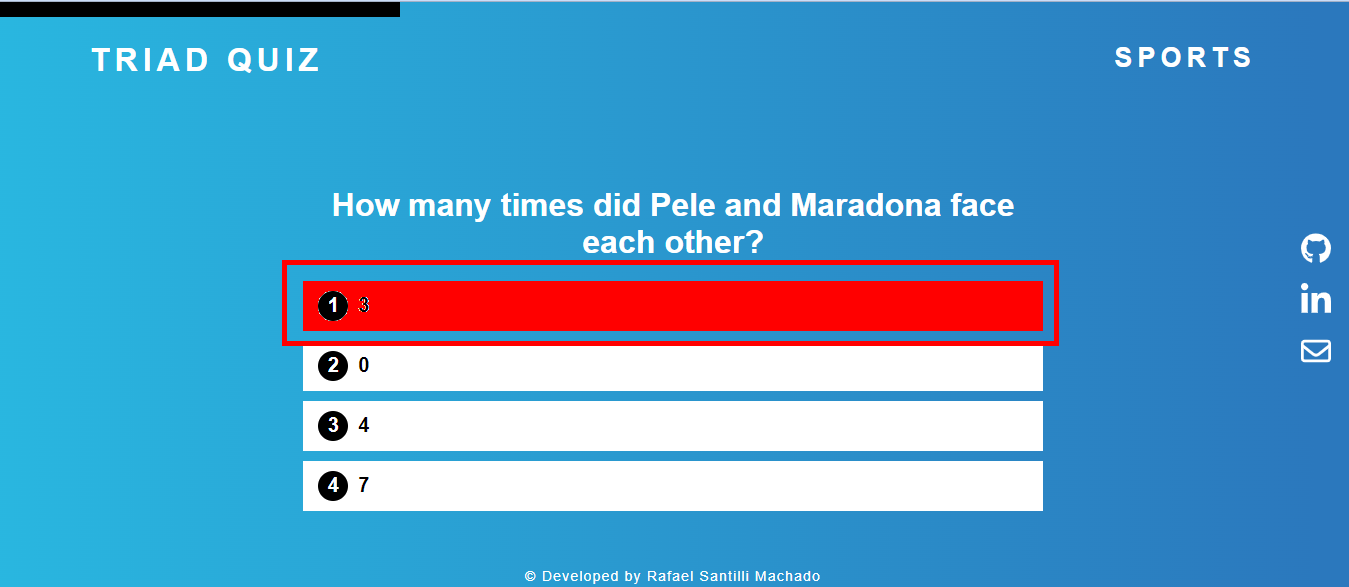 TRIAD QUIZ
SPORTS
How many times did Pele and Maradona face
each other?
1 3
2 0
3 4
4 7
in
© Developed by Rafael Santilli Machado